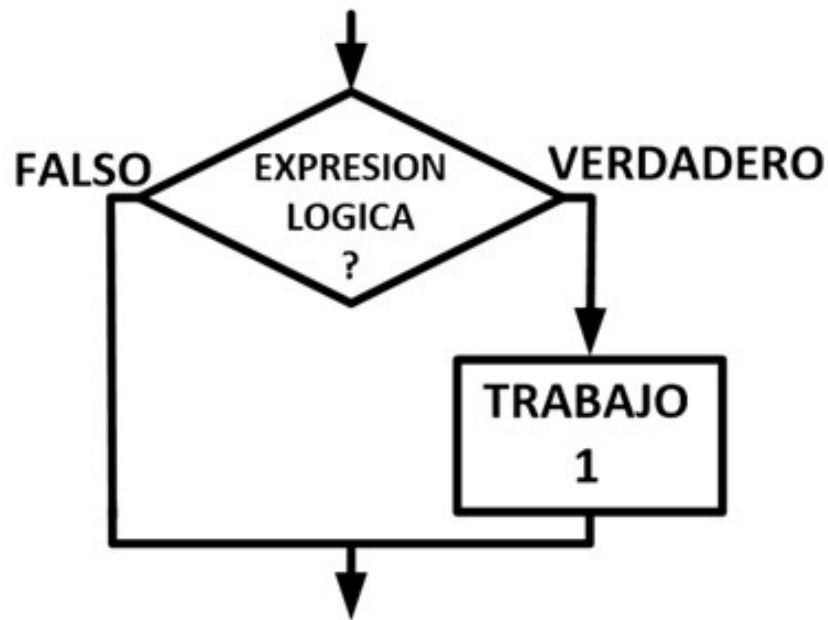 FALSO
EXPRESION
LOGICA
?
VERDADERO
TRABAJO
1